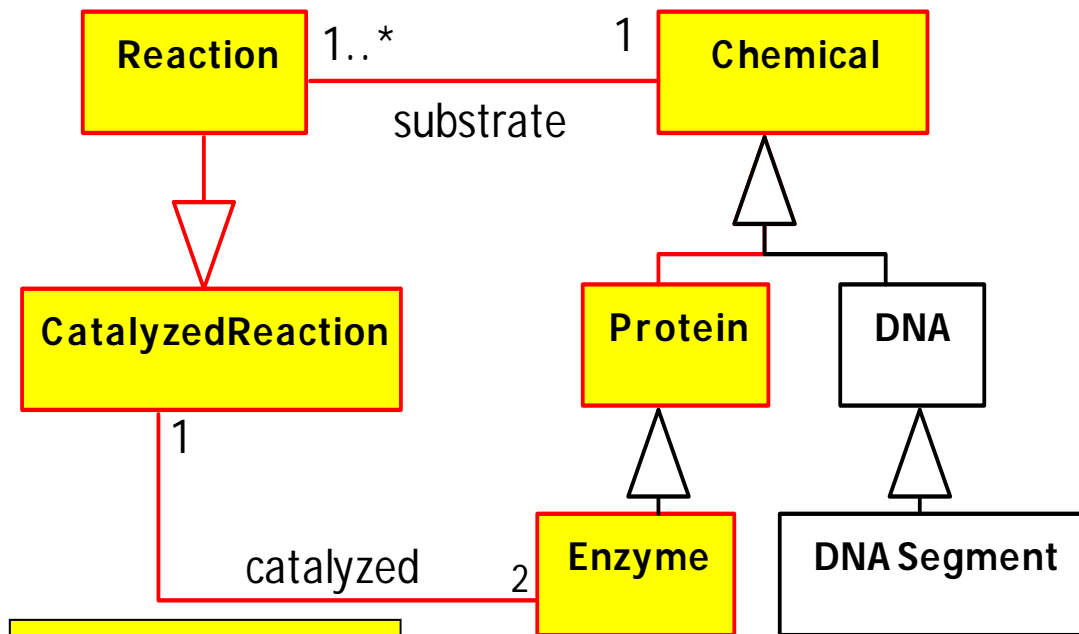 Reaction
1..*
1
Chemical
substrate
CatalyzedReaction
Protein
DNA
1
catalyzed
2
Enzyme
DNA Segment